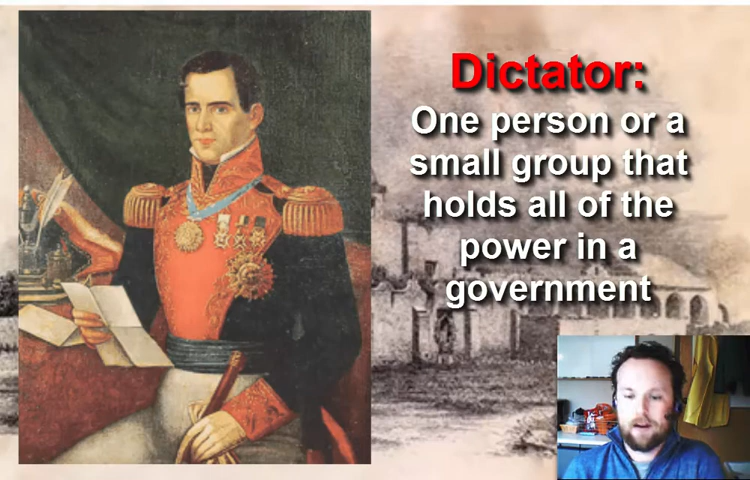 Dictator:
One person or a
small group that
holds all of the
power in a
government